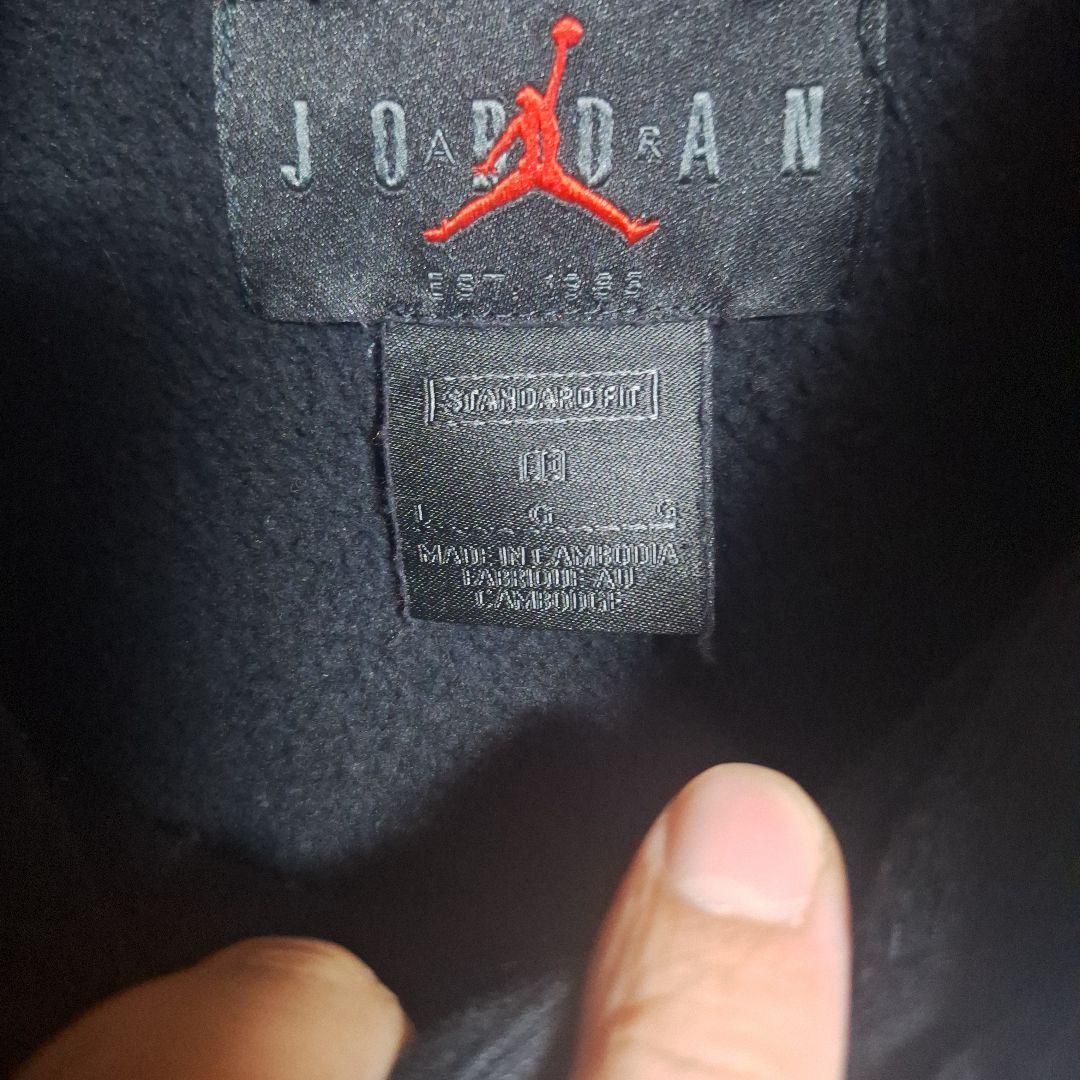 JORDAN
AIR
EST. 1985
STANDARD FIT
L G G
MADE IN CAMBODIA
FABRIQUE AU
CAMBODGE